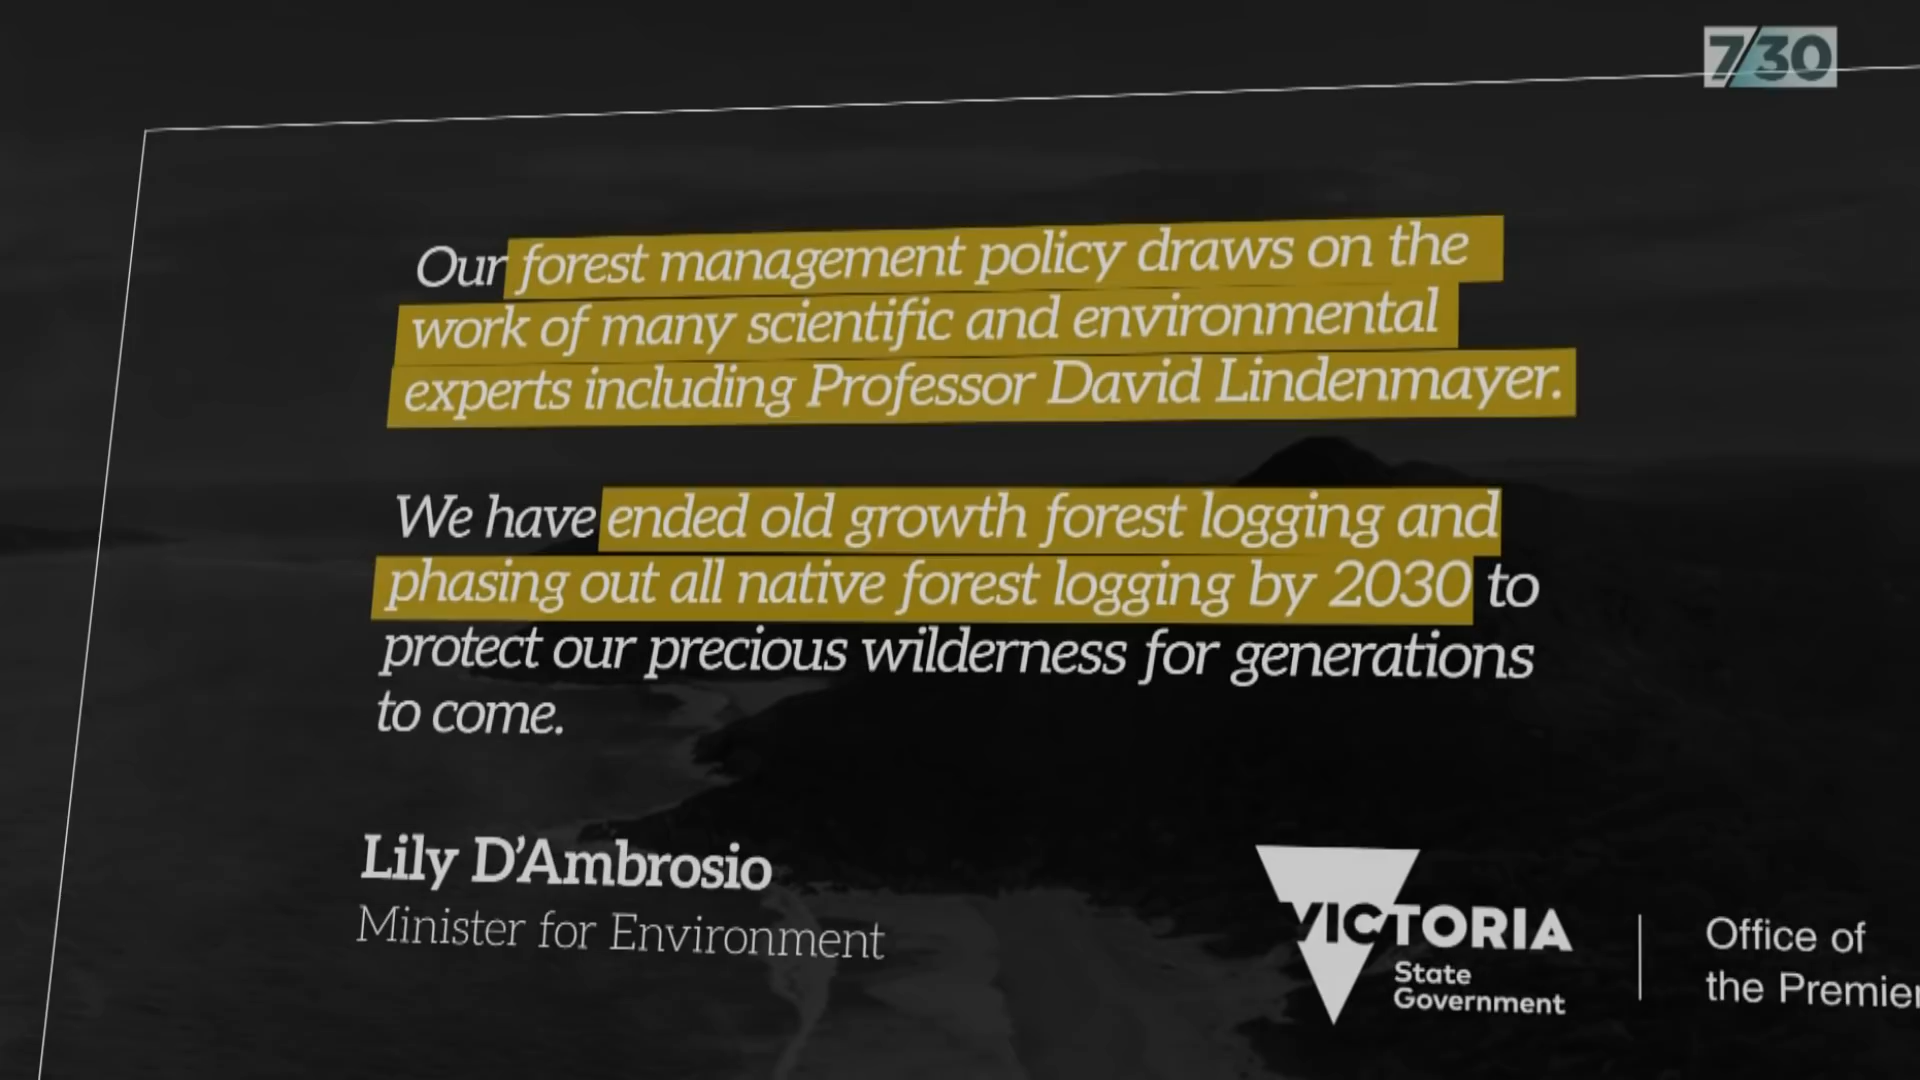 7/30
Our forest management policy draws on the
work of many scientific and environmental
experts including Professor David Lindenmayer.
We have ended old growth forest logging and
phasing out all native forest logging by 2030 to
protect our precious wilderness for generations
to come.
Lily D'Ambrosio
Minister for Environment
VICTORIA
State
Government
Office of
the Premier